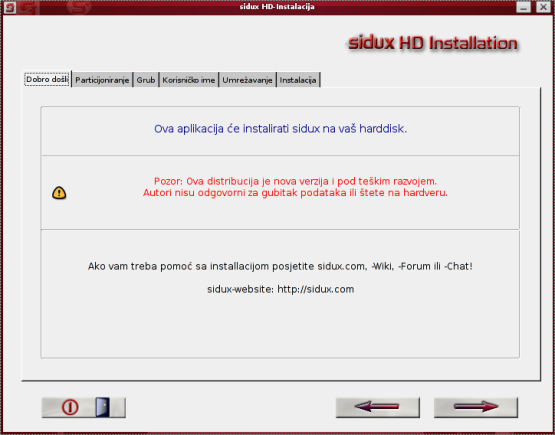 sidux HD-Instalacija
sidux HD Installation
Dobro došli Particijoniranje Grub Korisničko ime Umrežavanje Instalacija
Ova aplikacija će instalirati sidux na vaš harddisk.
Pozor: Ova distribucija je nova verzija i pod teškim razvojem.
Autori nisu odgovorni za gubitak podataka ili štete na hardveru.
Ako vam treba pomoć sa installacijom posjetite sidux.com, -Wiki, -Forum ili -Chat!
sidux-website: http://sidux.com